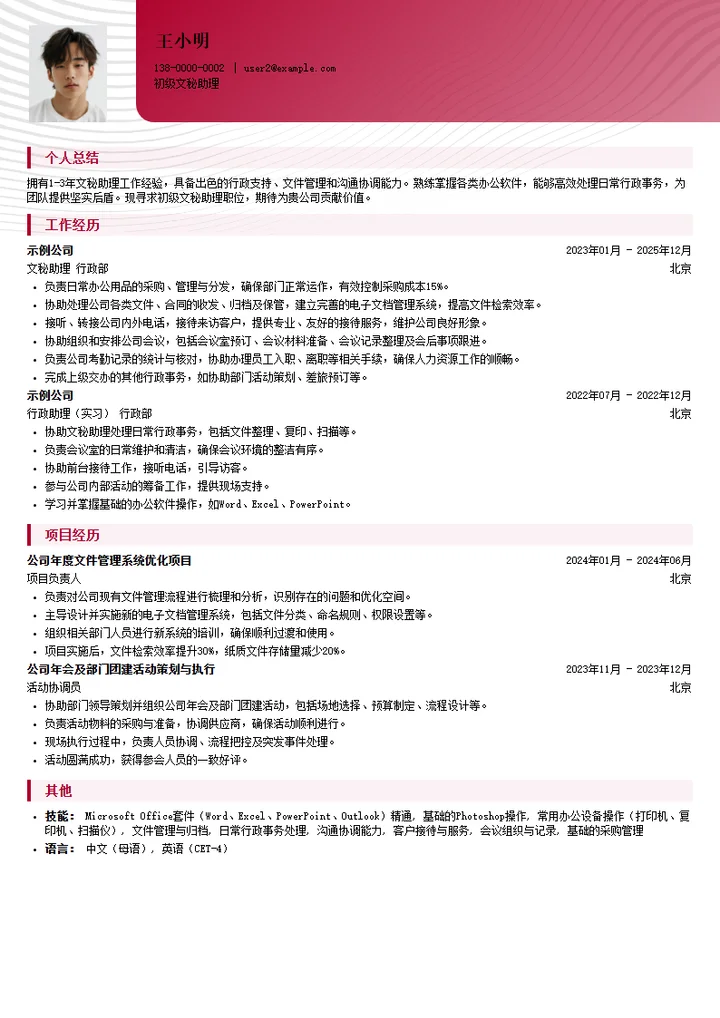 王小明
138-0000-0002 | user2@example.com
初级文秘助理
个人总结
拥有1-3年文秘助理工作经验，具备出色的行政支持、文件管理和沟通协调能力。熟练掌握各类办公软件，能够高效处理日常行政事务，为
团队提供坚实后盾。现寻求初级文秘助理职位，期待为贵公司贡献价值。
工作经历
示例公司 2023年01月 - 2025年12月
文秘助理 行政部 北京
• 负责日常办公用品的采购、管理与分发，确保部门正常运作，有效控制采购成本15%。
• 协助处理公司各类文件、合同的收发、归档及保管，建立完善的电子文档管理系统，提高文件检索效率。
• 接听、转接公司内外电话，接待来访客户，提供专业、友好的接待服务，维护公司良好形象。
• 协助组织和安排公司会议，包括会议室预订、会议材料准备、会议记录整理及会后事项跟进。
• 负责公司考勤记录的统计与核对，协助办理员工入职、离职等相关手续，确保人力资源工作的顺畅。
• 完成上级交办的其他行政事务，如协助部门活动策划、差旅预订等。
示例公司 2022年07月 - 2022年12月
行政助理（实习） 行政部 北京
• 协助文秘助理处理日常行政事务，包括文件整理、复印、扫描等。
• 负责会议室的日常维护和清洁，确保会议环境的整洁有序。
• 协助前台接待工作，接听电话，引导访客。
• 参与公司内部活动的筹备工作，提供现场支持。
• 学习并掌握基础的办公软件操作，如Word、Excel、PowerPoint。
项目经历
公司年度文件管理系统优化项目 2024年01月 - 2024年06月
项目负责人 北京
• 负责对公司现有文件管理流程进行梳理和分析，识别存在的问题和优化空间。
• 主导设计并实施新的电子文档管理系统，包括文件分类、命名规则、权限设置等。
• 组织相关部门人员进行新系统的培训，确保顺利过渡和使用。
• 项目实施后，文件检索效率提升30%，纸质文件存储量减少20%。
公司年会及部门团建活动策划与执行 2023年11月 - 2023年12月
活动协调员 北京
• 协助部门领导策划并组织公司年会及部门团建活动，包括场地选择、预算制定、流程设计等。
• 负责活动物料的采购与准备，协调供应商，确保活动顺利进行。
• 现场执行过程中，负责人员协调、流程把控及突发事件处理。
• 活动圆满成功，获得参会人员的一致好评。
其他
• 技能： Microsoft Office套件（Word、Excel、PowerPoint、Outlook）精通, 基础的Photoshop操作, 常用办公设备操作（打印机、复
印机、扫描仪）, 文件管理与归档, 日常行政事务处理, 沟通协调能力, 客户接待与服务, 会议组织与记录, 基础的采购管理
• 语言： 中文（母语）, 英语（CET-4）